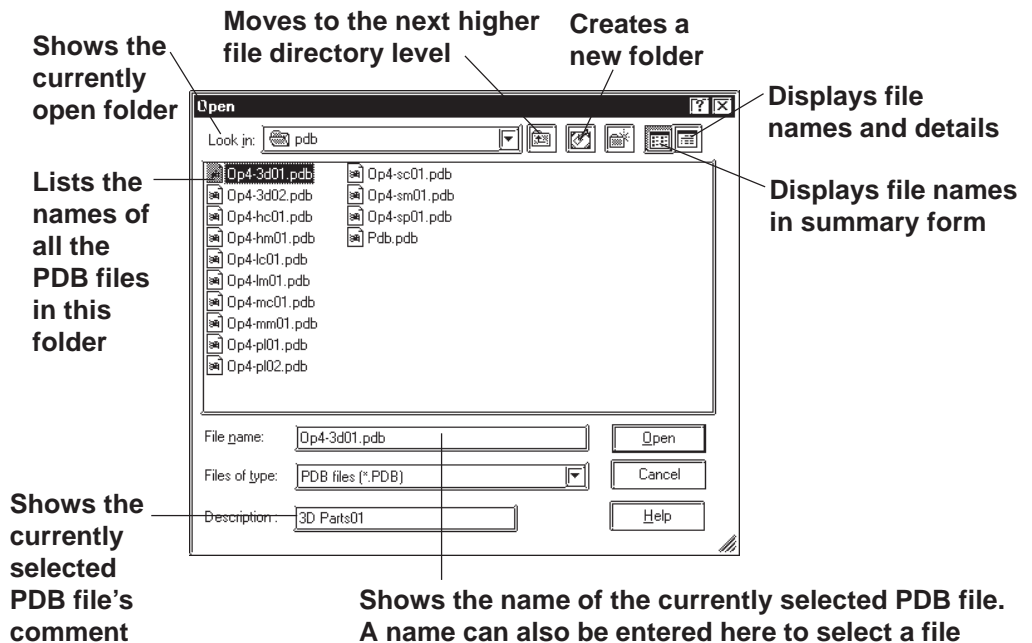 Moves to the next higher
file directory level
Creates a
new folder
Shows the
currently
open folder
Displays file
names and details
Displays file names
in summary form
Lists the
names of
all the
PDB files
in this
folder
Open
Look in: pdb
Op4-3d01.pdb
Op4-3d02.pdb
Op4-hc01.pdb
Op4-hm01.pdb
Op4-lc01.pdb
Op4-lm01.pdb
Op4-mc01.pdb
Op4-mm01.pdb
Op4-pl01.pdb
Op4-pl02.pdb
Op4-sc01.pdb
Op4-sm01.pdb
Op4-sp01.pdb
Pdb.pdb
File name: Op4-3d01.pdb Open
Files of type: PDB files (*.PDB) Cancel
Description : 3D Parts01 Help
Shows the
currently
selected
PDB file's
comment
Shows the name of the currently selected PDB file.
A name can also be entered here to select a file